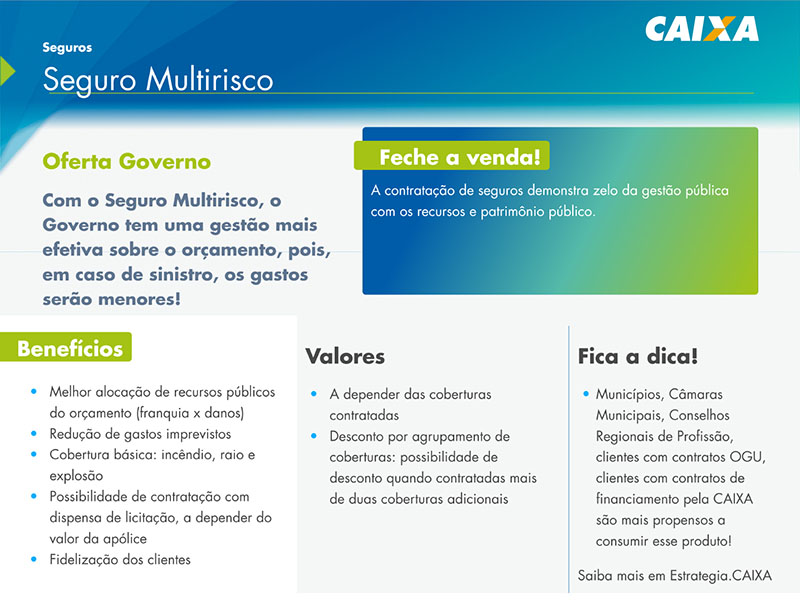 CAIXA
Seguros
Seguro Multirisco
Oferta Governo
Com o Seguro Multirisco, o
Governo tem uma gestão mais
efetiva sobre o orçamento, pois,
em caso de sinistro, os gastos
serão menores!
Feche a venda!
A contratação de seguros demonstra zelo da gestão pública
com os recursos e patrimônio público.
Benefícios
• Melhor alocação de recursos públicos
do orçamento (franquia x danos)
• Redução de gastos imprevistos
• Cobertura básica: incêndio, raio e
explosão
• Possibilidade de contratação com
dispensa de licitação, a depender do
valor da apólice
• Fidelização dos clientes
Valores
• A depender das coberturas
contratadas
• Desconto por agrupamento de
coberturas: possibilidade de
desconto quando contratadas mais
de duas coberturas adicionais
Fica a dica!
• Municípios, Câmaras
Municipais, Conselhos
Regionais de Profissão,
clientes com contratos OGU,
clientes com contratos de
financiamento pela CAIXA
são mais propensos a
consumir esse produto!
Saiba mais em Estrategia.CAIXA